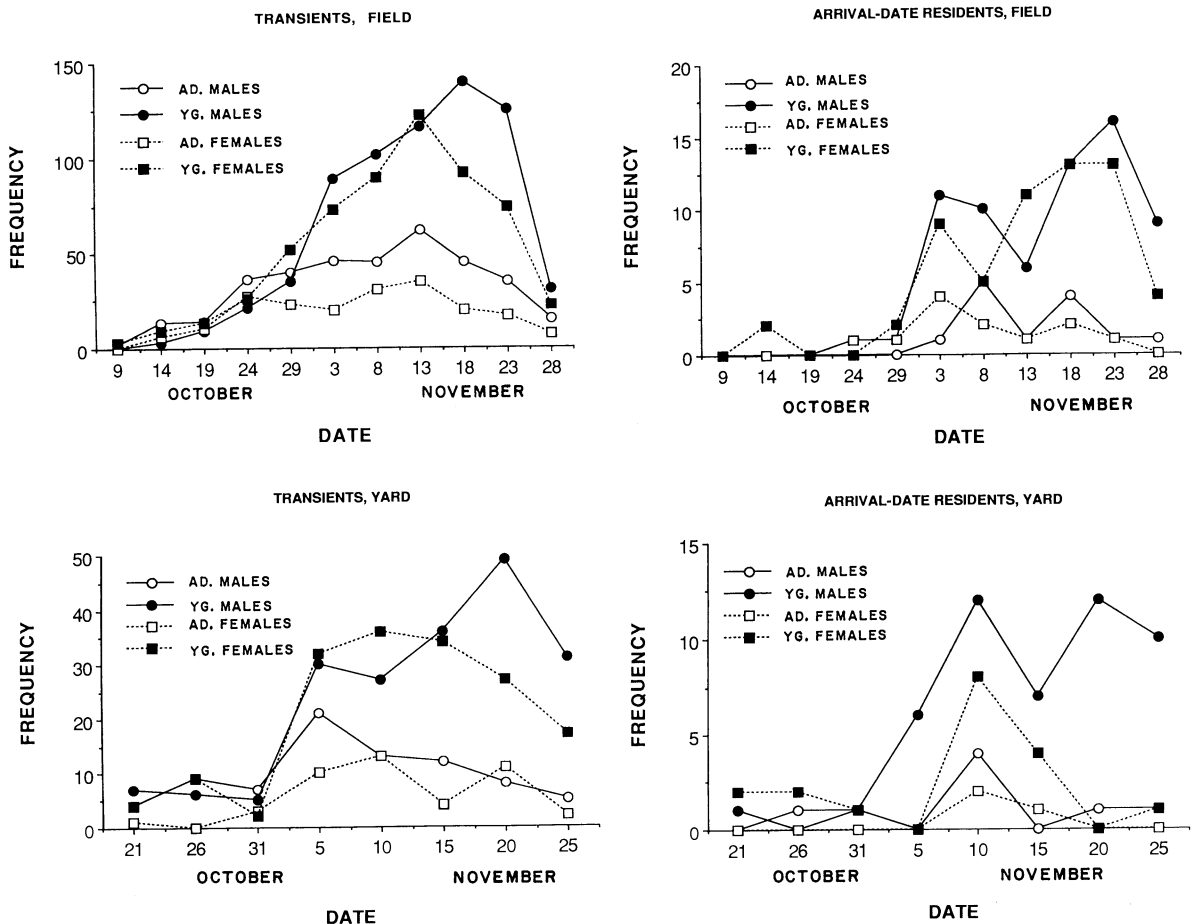 TRANSIENTS, FIELD
150
100
50
0
FREQUENCY
AD. MALES
YG. MALES
AD. FEMALES
YG. FEMALES
9 14 19 24 29 3 8 13 18 23 28
OCTOBER NOVEMBER
DATE
ARRIVAL-DATE RESIDENTS, FIELD
20
15
10
5
0
FREQUENCY
AD. MALES
YG. MALES
AD. FEMALES
YG. FEMALES
9 14 19 24 29 3 8 13 18 23 28
OCTOBER NOVEMBER
DATE
TRANSIENTS, YARD
50
40
30
20
10
0
FREQUENCY
AD. MALES
YG. MALES
AD. FEMALES
YG. FEMALES
21 26 31 5 10 15 20 25
OCTOBER NOVEMBER
DATE
ARRIVAL-DATE RESIDENTS, YARD
15
10
5
0
FREQUENCY
AD. MALES
YG. MALES
AD. FEMALES
YG. FEMALES
21 26 31 5 10 15 20 25
OCTOBER NOVEMBER
DATE